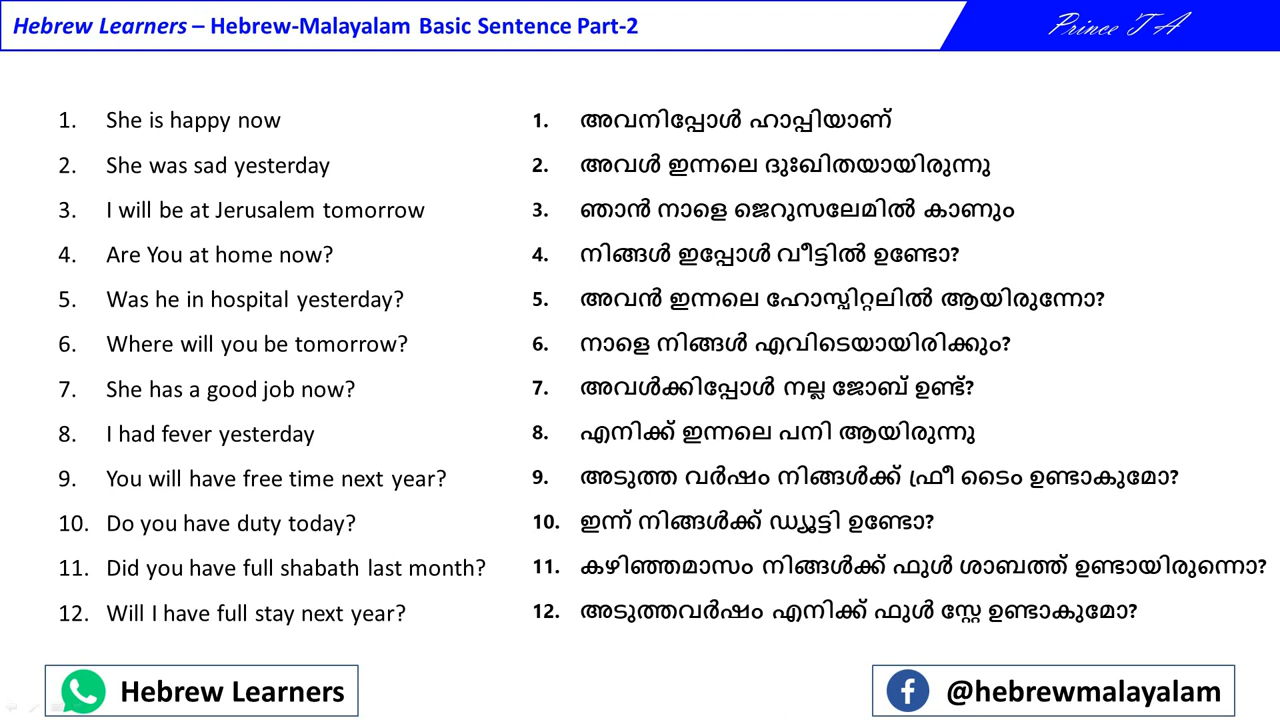 Hebrew Learners – Hebrew-Malayalam Basic Sentence Part-2
Prince T A
1. She is happy now
2. She was sad yesterday
3. I will be at Jerusalem tomorrow
4. Are You at home now?
5. Was he in hospital yesterday?
6. Where will you be tomorrow?
7. She has a good job now?
8. I had fever yesterday
9. You will have free time next year?
10. Do you have duty today?
11. Did you have full shabath last month?
12. Will I have full stay next year?
1. അവനിപ്പോൾ ഹാപ്പിയാണ്
2. അവൾ ഇന്നലെ ദുഃഖിതയായിരുന്നു
3. ഞാൻ നാളെ ജെറുസലേമിൽ കാണും
4. നിങ്ങൾ ഇപ്പോൾ വീട്ടിൽ ഉണ്ടോ?
5. അവൻ ഇന്നലെ ഹോസ്പിറ്റലിൽ ആയിരുന്നോ?
6. നാളെ നിങ്ങൾ എവിടെയായിരിക്കും?
7. അവൾക്കിപ്പോൾ നല്ല ജോബ് ഉണ്ട്?
8. എനിക്ക് ഇന്നലെ പനി ആയിരുന്നു
9. അടുത്ത വർഷം നിങ്ങൾക്ക് ഫ്രീ ടൈം ഉണ്ടാകുമോ?
10. ഇന്ന് നിങ്ങൾക്ക് ഡ്യൂട്ടി ഉണ്ടോ?
11. കഴിഞ്ഞമാസം നിങ്ങൾക്ക് ഫുൾ ശാബത്ത് ഉണ്ടായിരുന്നൊ?
12. അടുത്തവർഷം എനിക്ക് ഫുൾ സ്റ്റേ ഉണ്ടാകുമോ?
Hebrew Learners
@hebrewmalayalam